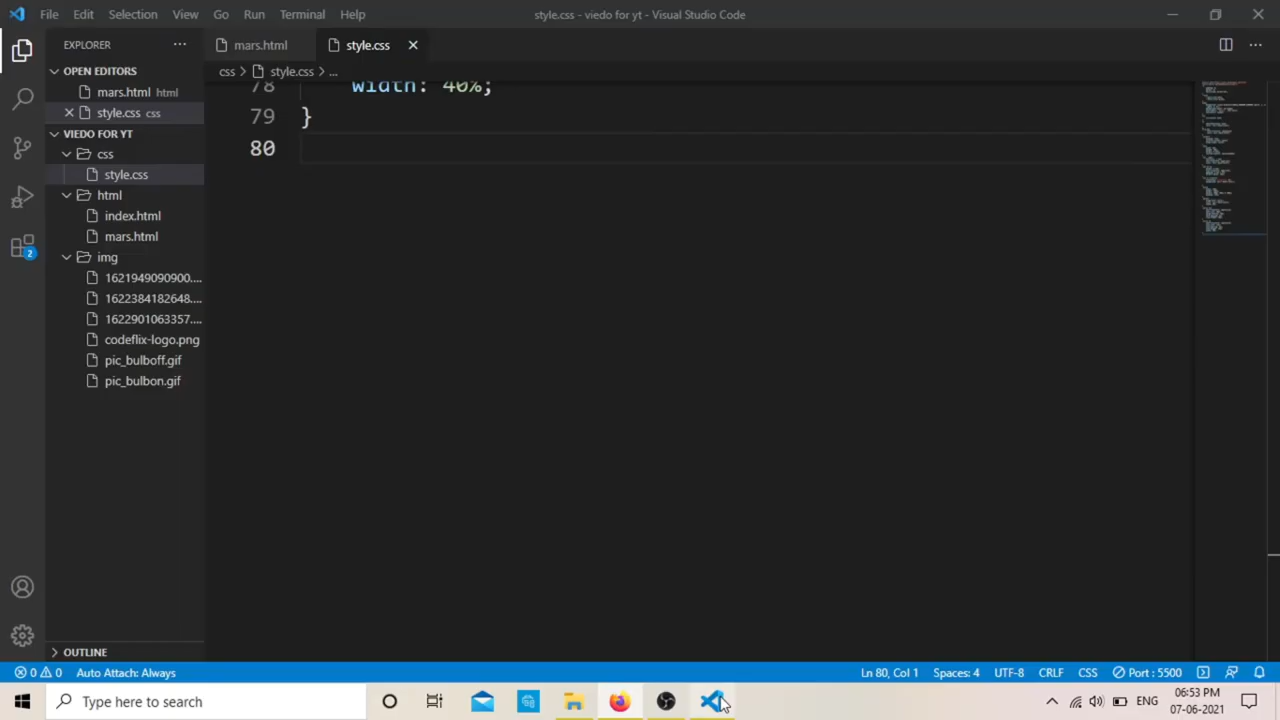 File Edit Selection View Go Run Terminal Help
style.css - viedo for yt - Visual Studio Code
EXPLORER
mars.html
style.css
OPEN EDITORS
css
style.css
...
mars.html html
style.css css
VIEDO FOR YT
css
style.css
html
index.html
mars.html
img
1621949090900....
1622384182648....
1622901063357....
codeflix-logo.png
pic_bulboff.gif
pic_bulbon.gif
78 width: 40%;
79 }
80
2
OUTLINE
0 0 Auto Attach: Always
Ln 80, Col 1 Spaces: 4 UTF-8 CRLF CSS Port : 5500
Type here to search
ENG
06:53 PM
07-06-2021